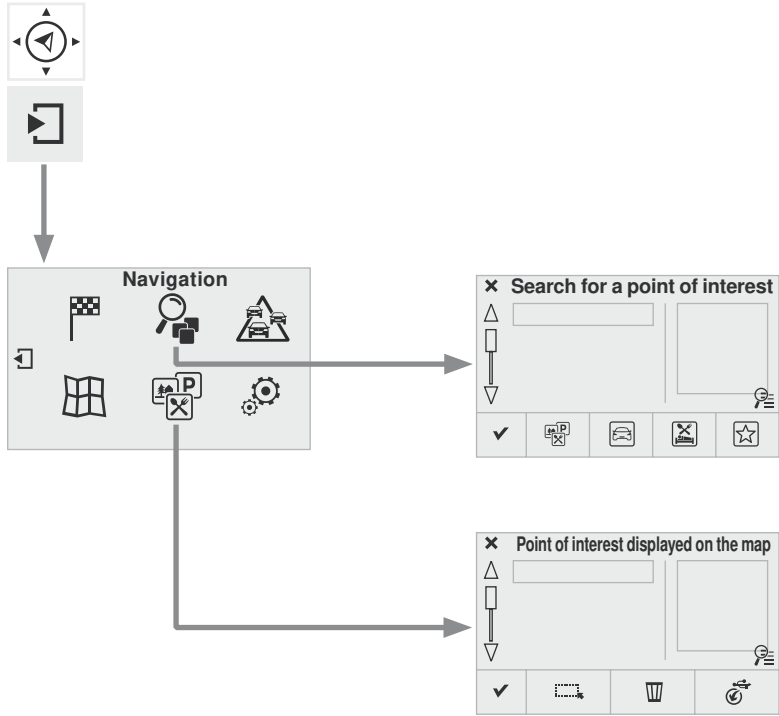 Navigation
Search for a point of interest
P
P
Point of interest displayed on the map